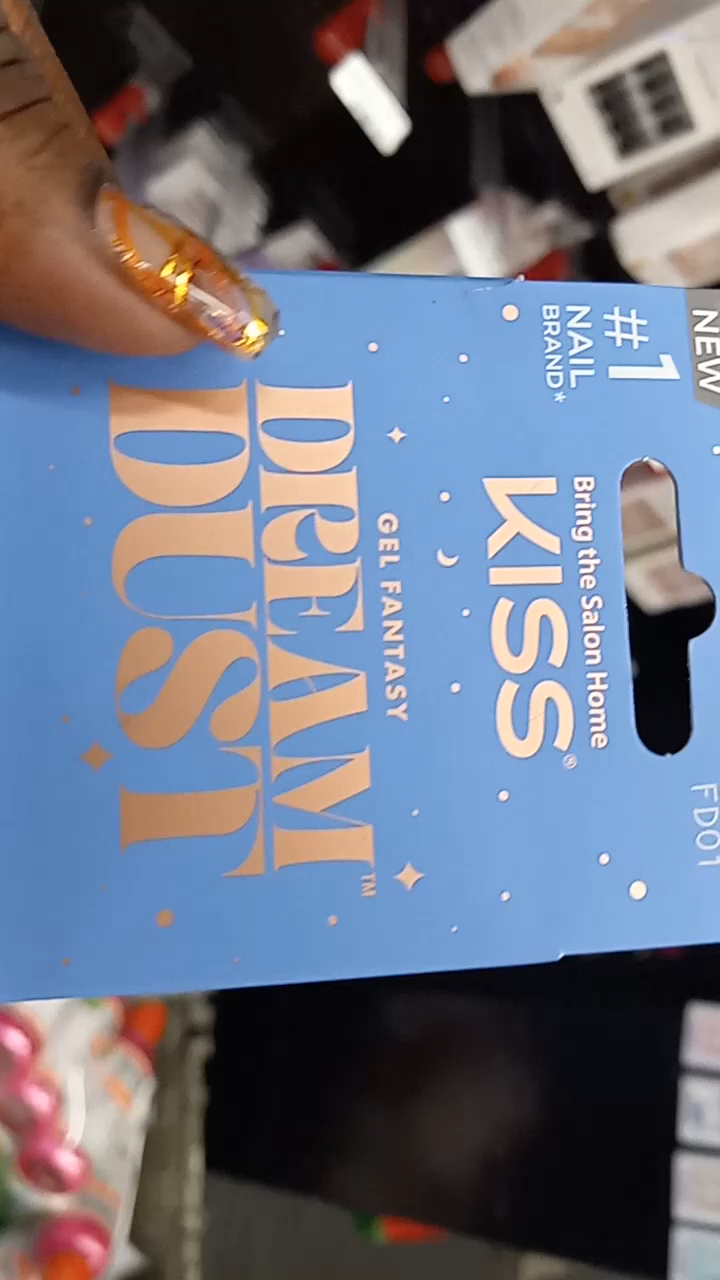 NEW
FD01
#1
NAIL
BRAND*
Bring the Salon Home
KISS®
GEL FANTASY
DREAM
DUST™